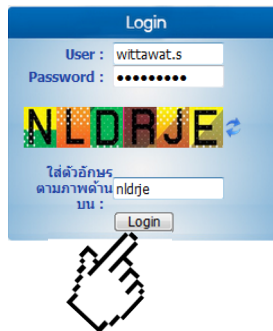 Login
User : wittawat.s
Password : •••••••••
NLDRJE
ใส่ตัวอักษร
ตามภาพด้าน nldrje
บน :
Login